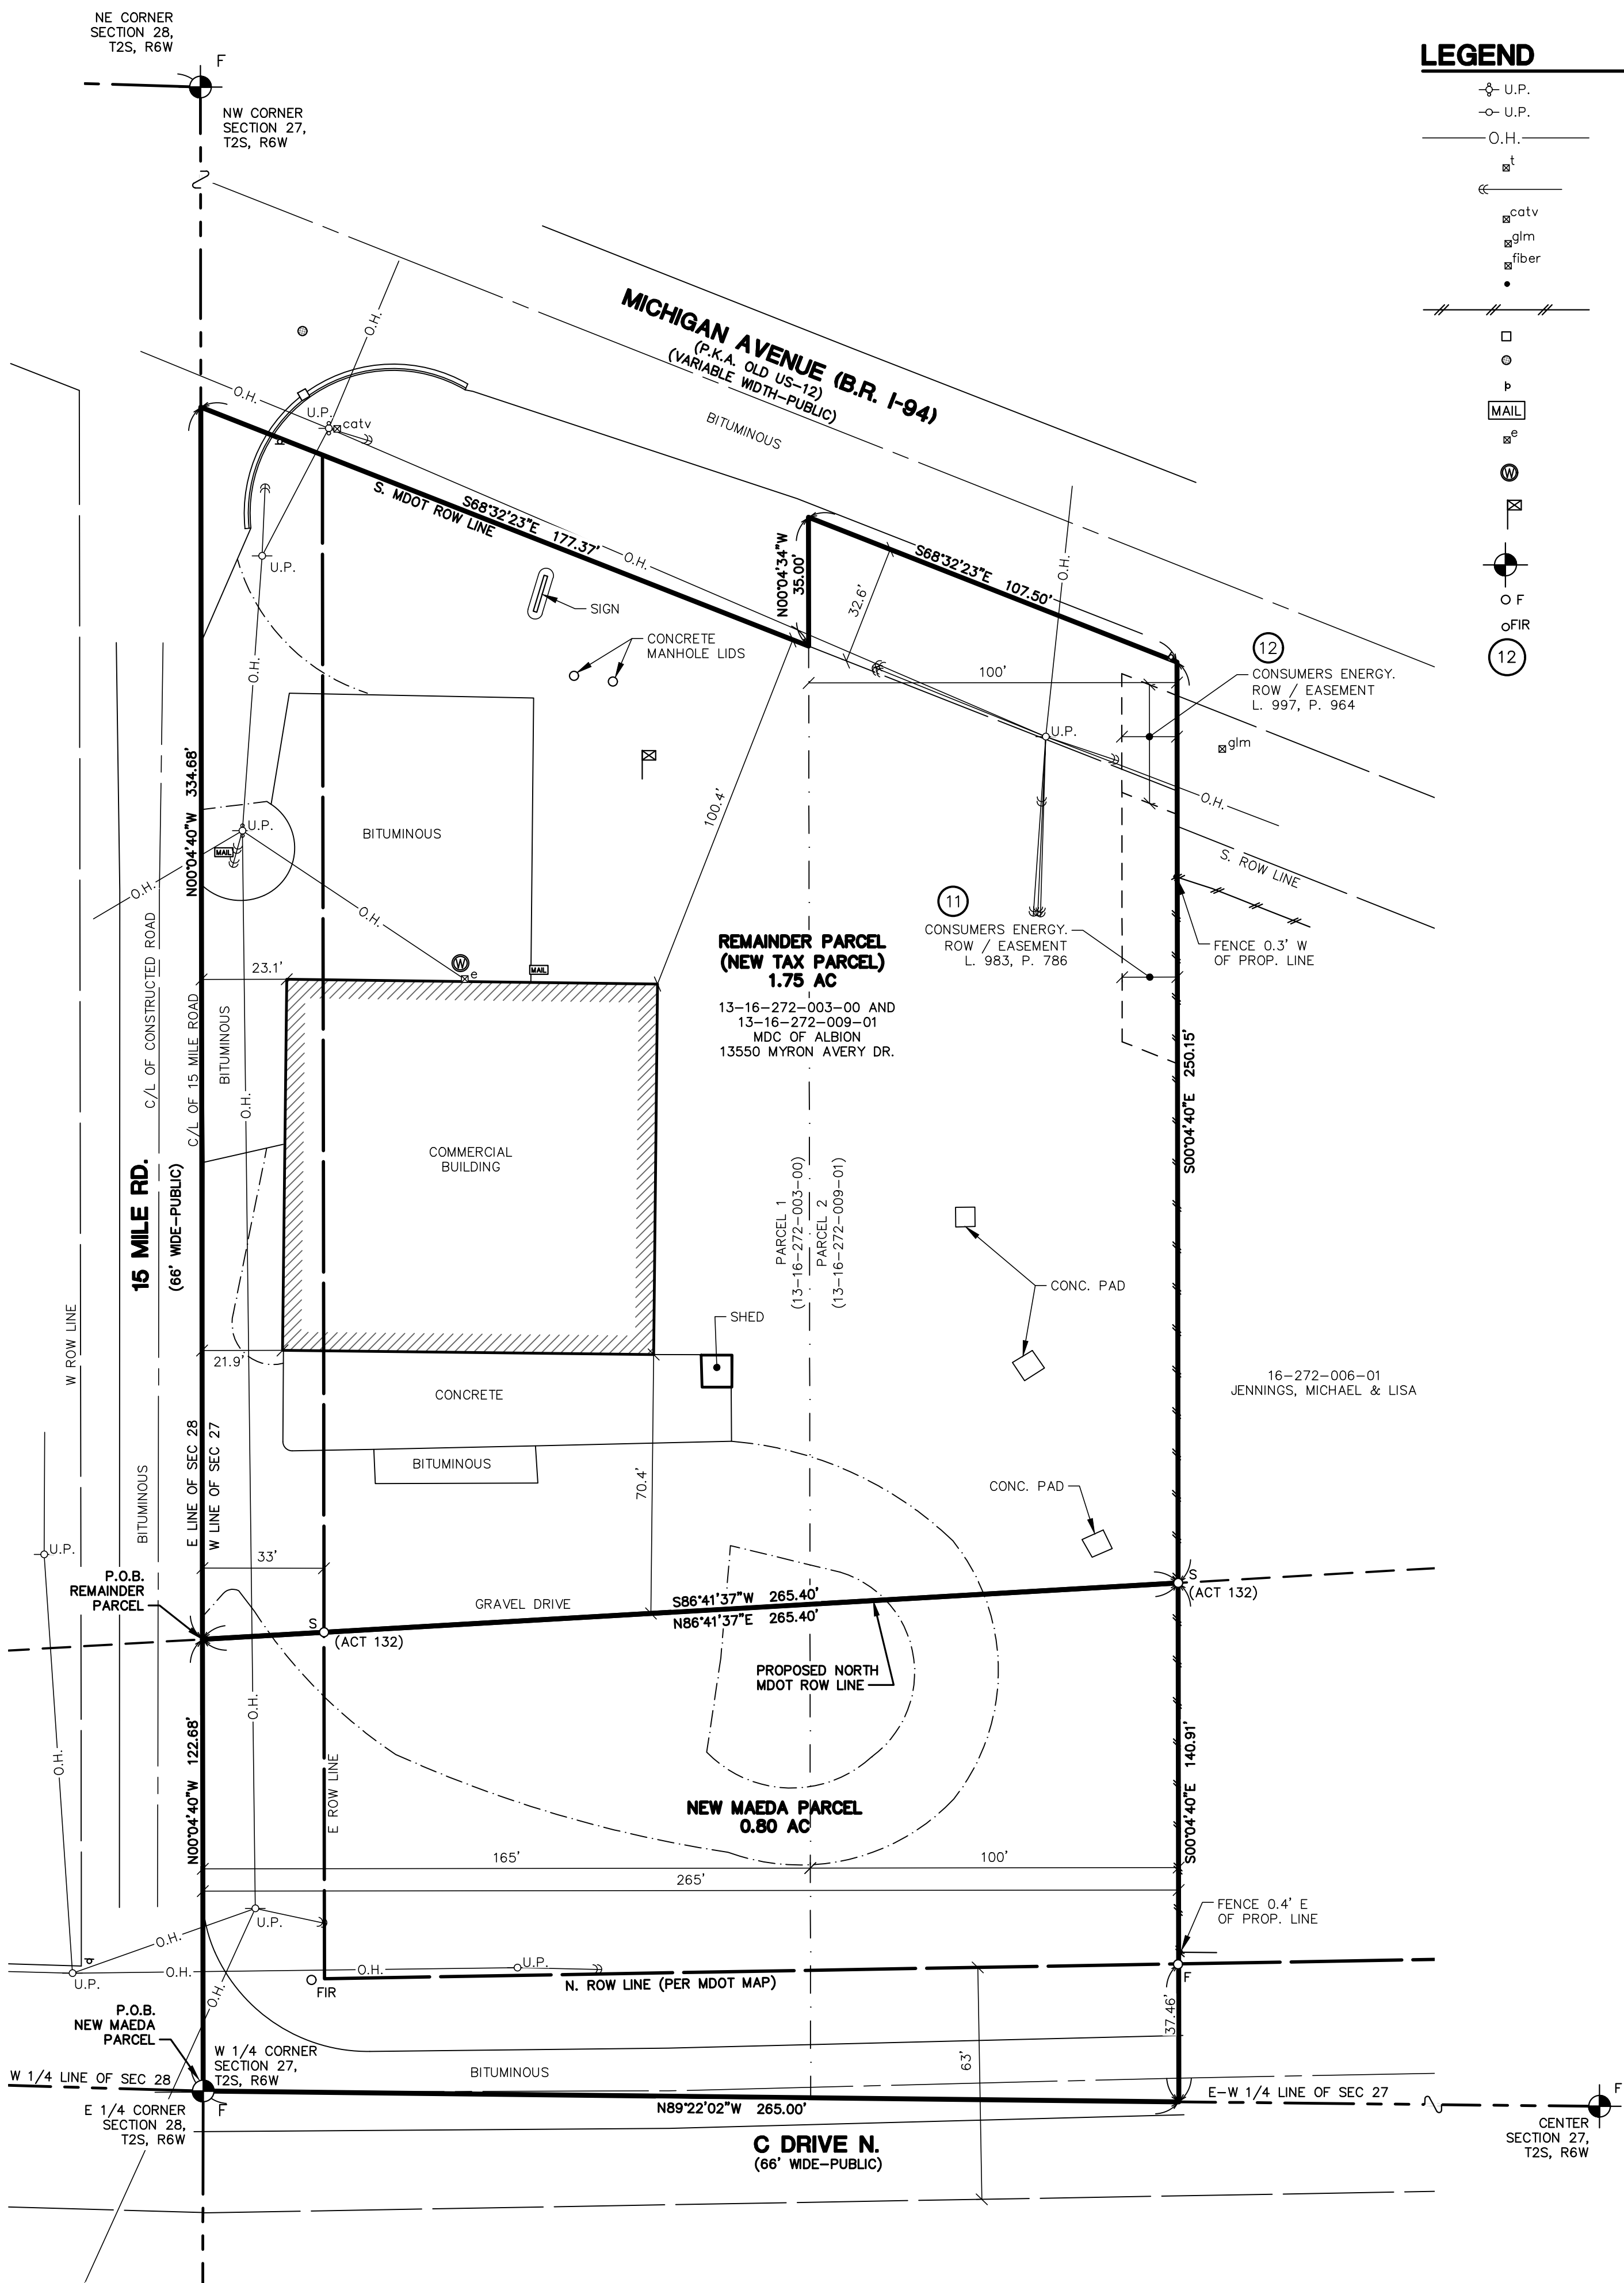 NE CORNER
SECTION 28,
T2S, R6W
F
NW CORNER
SECTION 27,
T2S, R6W
LEGEND
U.P.
U.P.
O.H.
t
catv
glm
fiber
MAIL
e
W
F
FIR
12
MICHIGAN AVENUE (B.R. I-94)
(P.K.A. OLD US-12)
(VARIABLE WIDTH-PUBLIC)
BITUMINOUS
O.H.
O.H.
U.P.
catv
S68°32'23"E 177.37'
S. MDOT ROW LINE
O.H.
U.P.
N00°04'34"W
35.00'
S68°32'23"E 107.50'
32.6'
O.H.
SIGN
CONCRETE
MANHOLE LIDS
O.H.
100'
12
CONSUMERS ENERGY.
ROW / EASEMENT
L. 997, P. 964
U.P.
glm
O.H.
N00°04'40"W 334.68'
100.4'
U.P.
MAIL
BITUMINOUS
S. ROW LINE
O.H.
O.H.
11
CONSUMERS ENERGY.
ROW / EASEMENT
L. 983, P. 786
FENCE 0.3' W
OF PROP. LINE
REMAINDER PARCEL
(NEW TAX PARCEL)
1.75 AC
13-16-272-003-00 AND
13-16-272-009-01
MDC OF ALBION
13550 MYRON AVERY DR.
W
e
MAIL
23.1'
C/L OF CONSTRUCTED ROAD
C/L OF 15 MILE ROAD
BITUMINOUS
O.H.
S00°04'40"E 250.15'
COMMERCIAL
BUILDING
15 MILE RD.
(66' WIDE-PUBLIC)
PARCEL 1
(13-16-272-003-00)
PARCEL 2
(13-16-272-009-01)
CONC. PAD
SHED
W ROW LINE
21.9'
CONCRETE
16-272-006-01
JENNINGS, MICHAEL & LISA
E LINE OF SEC 28
W LINE OF SEC 27
BITUMINOUS
BITUMINOUS
70.4'
CONC. PAD
U.P.
33'
P.O.B.
REMAINDER
PARCEL
GRAVEL DRIVE
S86°41'37"W 265.40'
N86°41'37"E 265.40'
S
(ACT 132)
S
(ACT 132)
PROPOSED NORTH
MDOT ROW LINE
O.H.
O.H.
N00°04'40"W 122.68'
E ROW LINE
S00°04'40"E 140.91'
NEW MAEDA PARCEL
0.80 AC
165'
100'
265'
FENCE 0.4' E
OF PROP. LINE
U.P.
O.H.
U.P.
O.H.
O.H.
U.P.
FIR
N. ROW LINE (PER MDOT MAP)
F
O.H.
37.46'
63'
P.O.B.
NEW MAEDA
PARCEL
W 1/4 CORNER
SECTION 27,
T2S, R6W
BITUMINOUS
W 1/4 LINE OF SEC 28
E-W 1/4 LINE OF SEC 27
F
E 1/4 CORNER
SECTION 28,
T2S, R6W
F
N89°22'02"W 265.00'
CENTER
SECTION 27,
T2S, R6W
C DRIVE N.
(66' WIDE-PUBLIC)